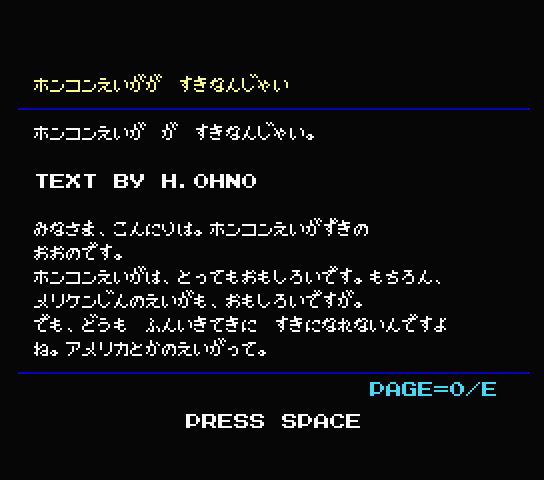 ホンコンえいがが　すきなんじゃい
ホンコンえいが　が　すきなんじゃい。
TEXT BY H.OHNO
みなさま、こんにりは。ホンコンえいがずきの
おおのです。
ホンコンえいがは、とってもおもしろいです。もちろん、
メリケンじんのえいがも、おもしろいですが。
でも、どうも　ふんいきてきに　すきになれないんですよ
ね。アメリカとかのえいがって。
PAGE=0/E
PRESS SPACE